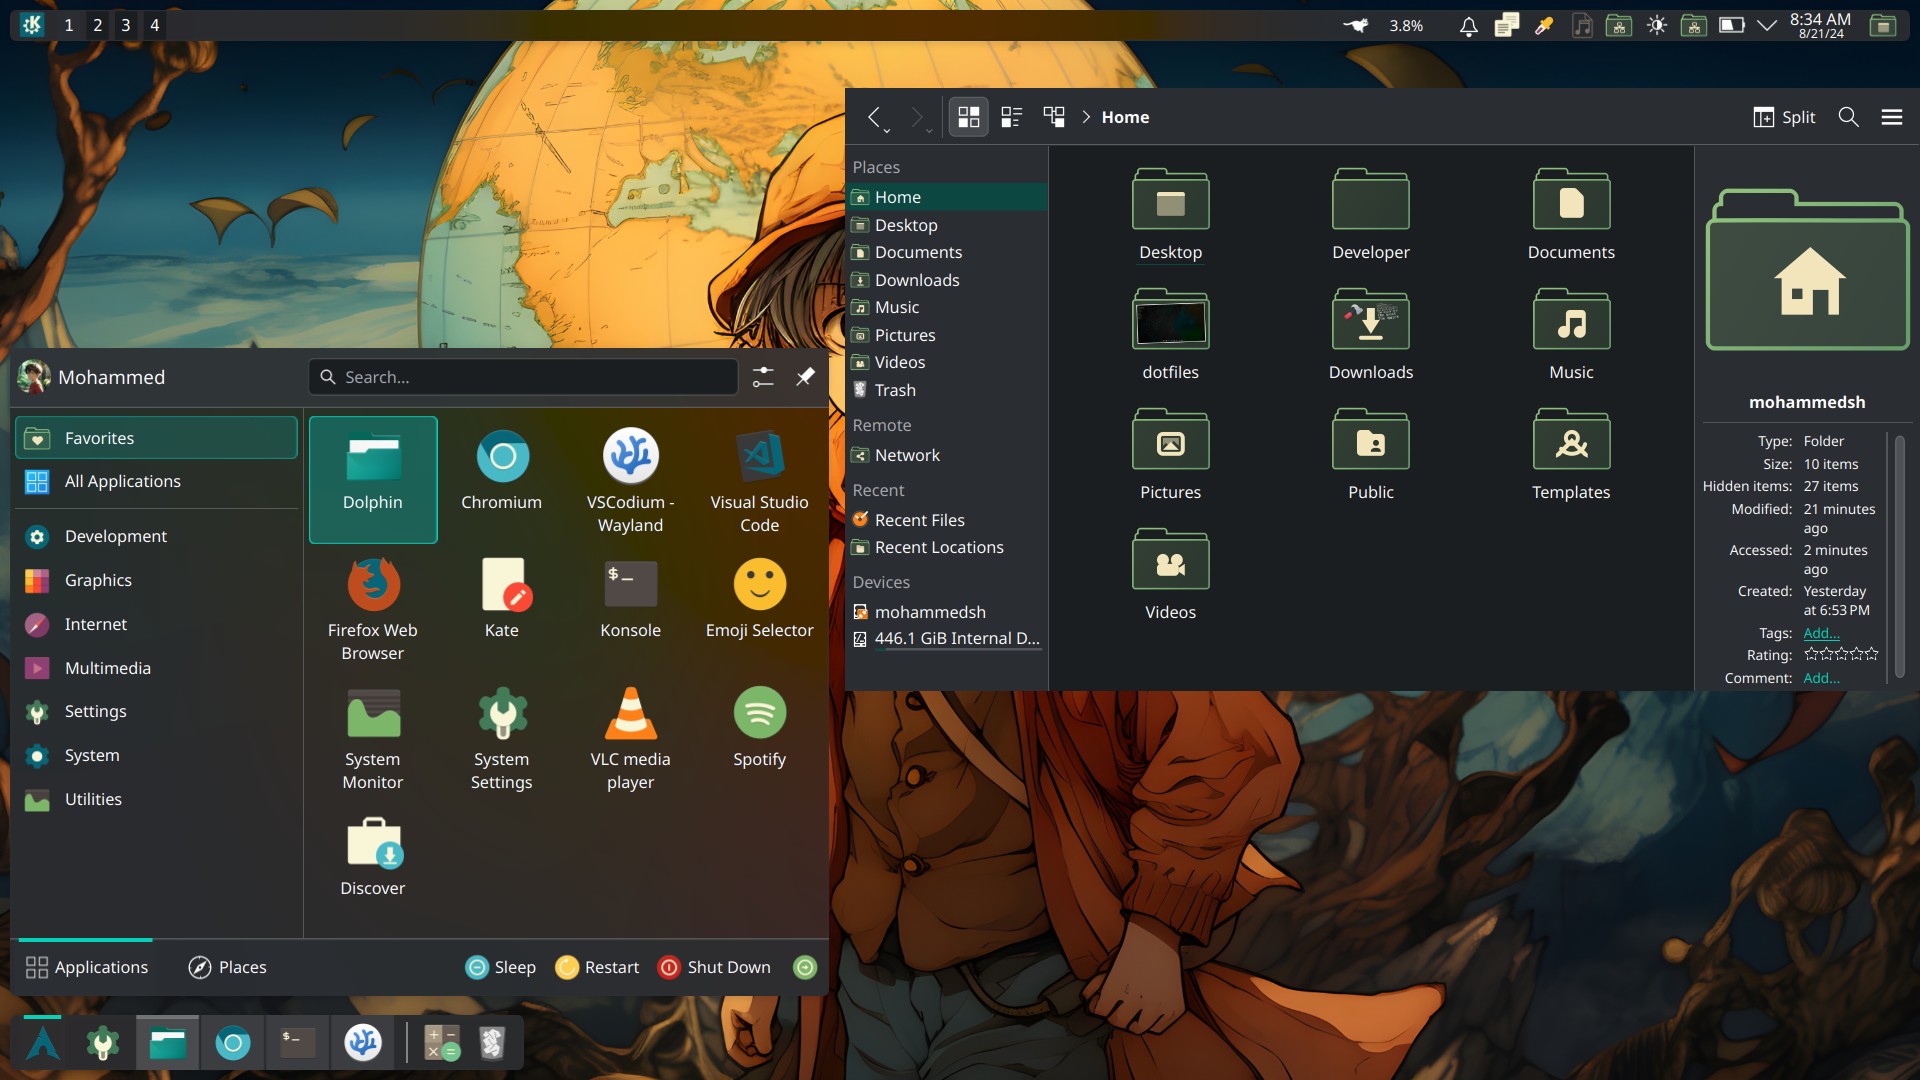 1 2 3 4
3.8%
8:34 AM
8/21/24
Home
Split
Places
Home
Desktop
Documents
Downloads
Music
Pictures
Videos
Trash
Remote
Network
Recent
Recent Files
Recent Locations
Devices
mohammedsh
446.1 GiB Internal D...
Desktop
Developer
Documents
dotfiles
Downloads
Music
Pictures
Public
Templates
Videos
mohammedsh
Type: Folder
Size: 10 items
Hidden items: 27 items
Modified: 21 minutes
ago
Accessed: 2 minutes
ago
Created: Yesterday
at 6:53 PM
Tags: Add...
Rating:
Comment: Add...
Mohammed
Search...
Favorites
All Applications
Development
Graphics
Internet
Multimedia
Settings
System
Utilities
Dolphin
Chromium
VSCodium -
Wayland
Visual Studio
Code
Firefox Web
Browser
Kate
$_
Konsole
Emoji Selector
System
Monitor
System
Settings
VLC media
player
Spotify
Discover
Applications
Places
Sleep
Restart
Shut Down
$_